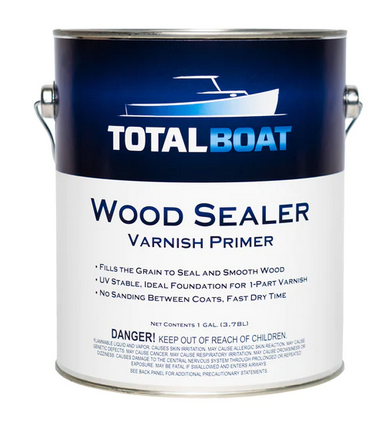 TOTALBOAT
WOOD SEALER
VARNISH PRIMER
• FILLS THE GRAIN TO SEAL AND SMOOTH WOOD
• UV STABLE, IDEAL FOUNDATION FOR 1-PART VARNISH
• NO SANDING BETWEEN COATS, FAST DRY TIME
NET CONTENTS 1 GAL. (3.78L)
DANGER! KEEP OUT OF REACH OF CHILDREN.
FLAMMABLE LIQUID AND VAPOR. CAUSES SKIN IRRITATION. MAY CAUSE ALLERGIC SKIN REACTION. MAY CAUSE
GENETIC DEFECTS. MAY CAUSE CANCER. MAY CAUSE RESPIRATORY IRRITATION. MAY CAUSE DROWSINESS OR
DIZZINESS. CAUSES DAMAGE TO THE CENTRAL NERVOUS SYSTEM THROUGH PROLONGED OR REPEATED
EXPOSURE. MAY BE FATAL IF SWALLOWED AND ENTERS AIRWAYS.
SEE BACK PANEL FOR ADDITIONAL PRECAUTIONARY STATEMENTS.